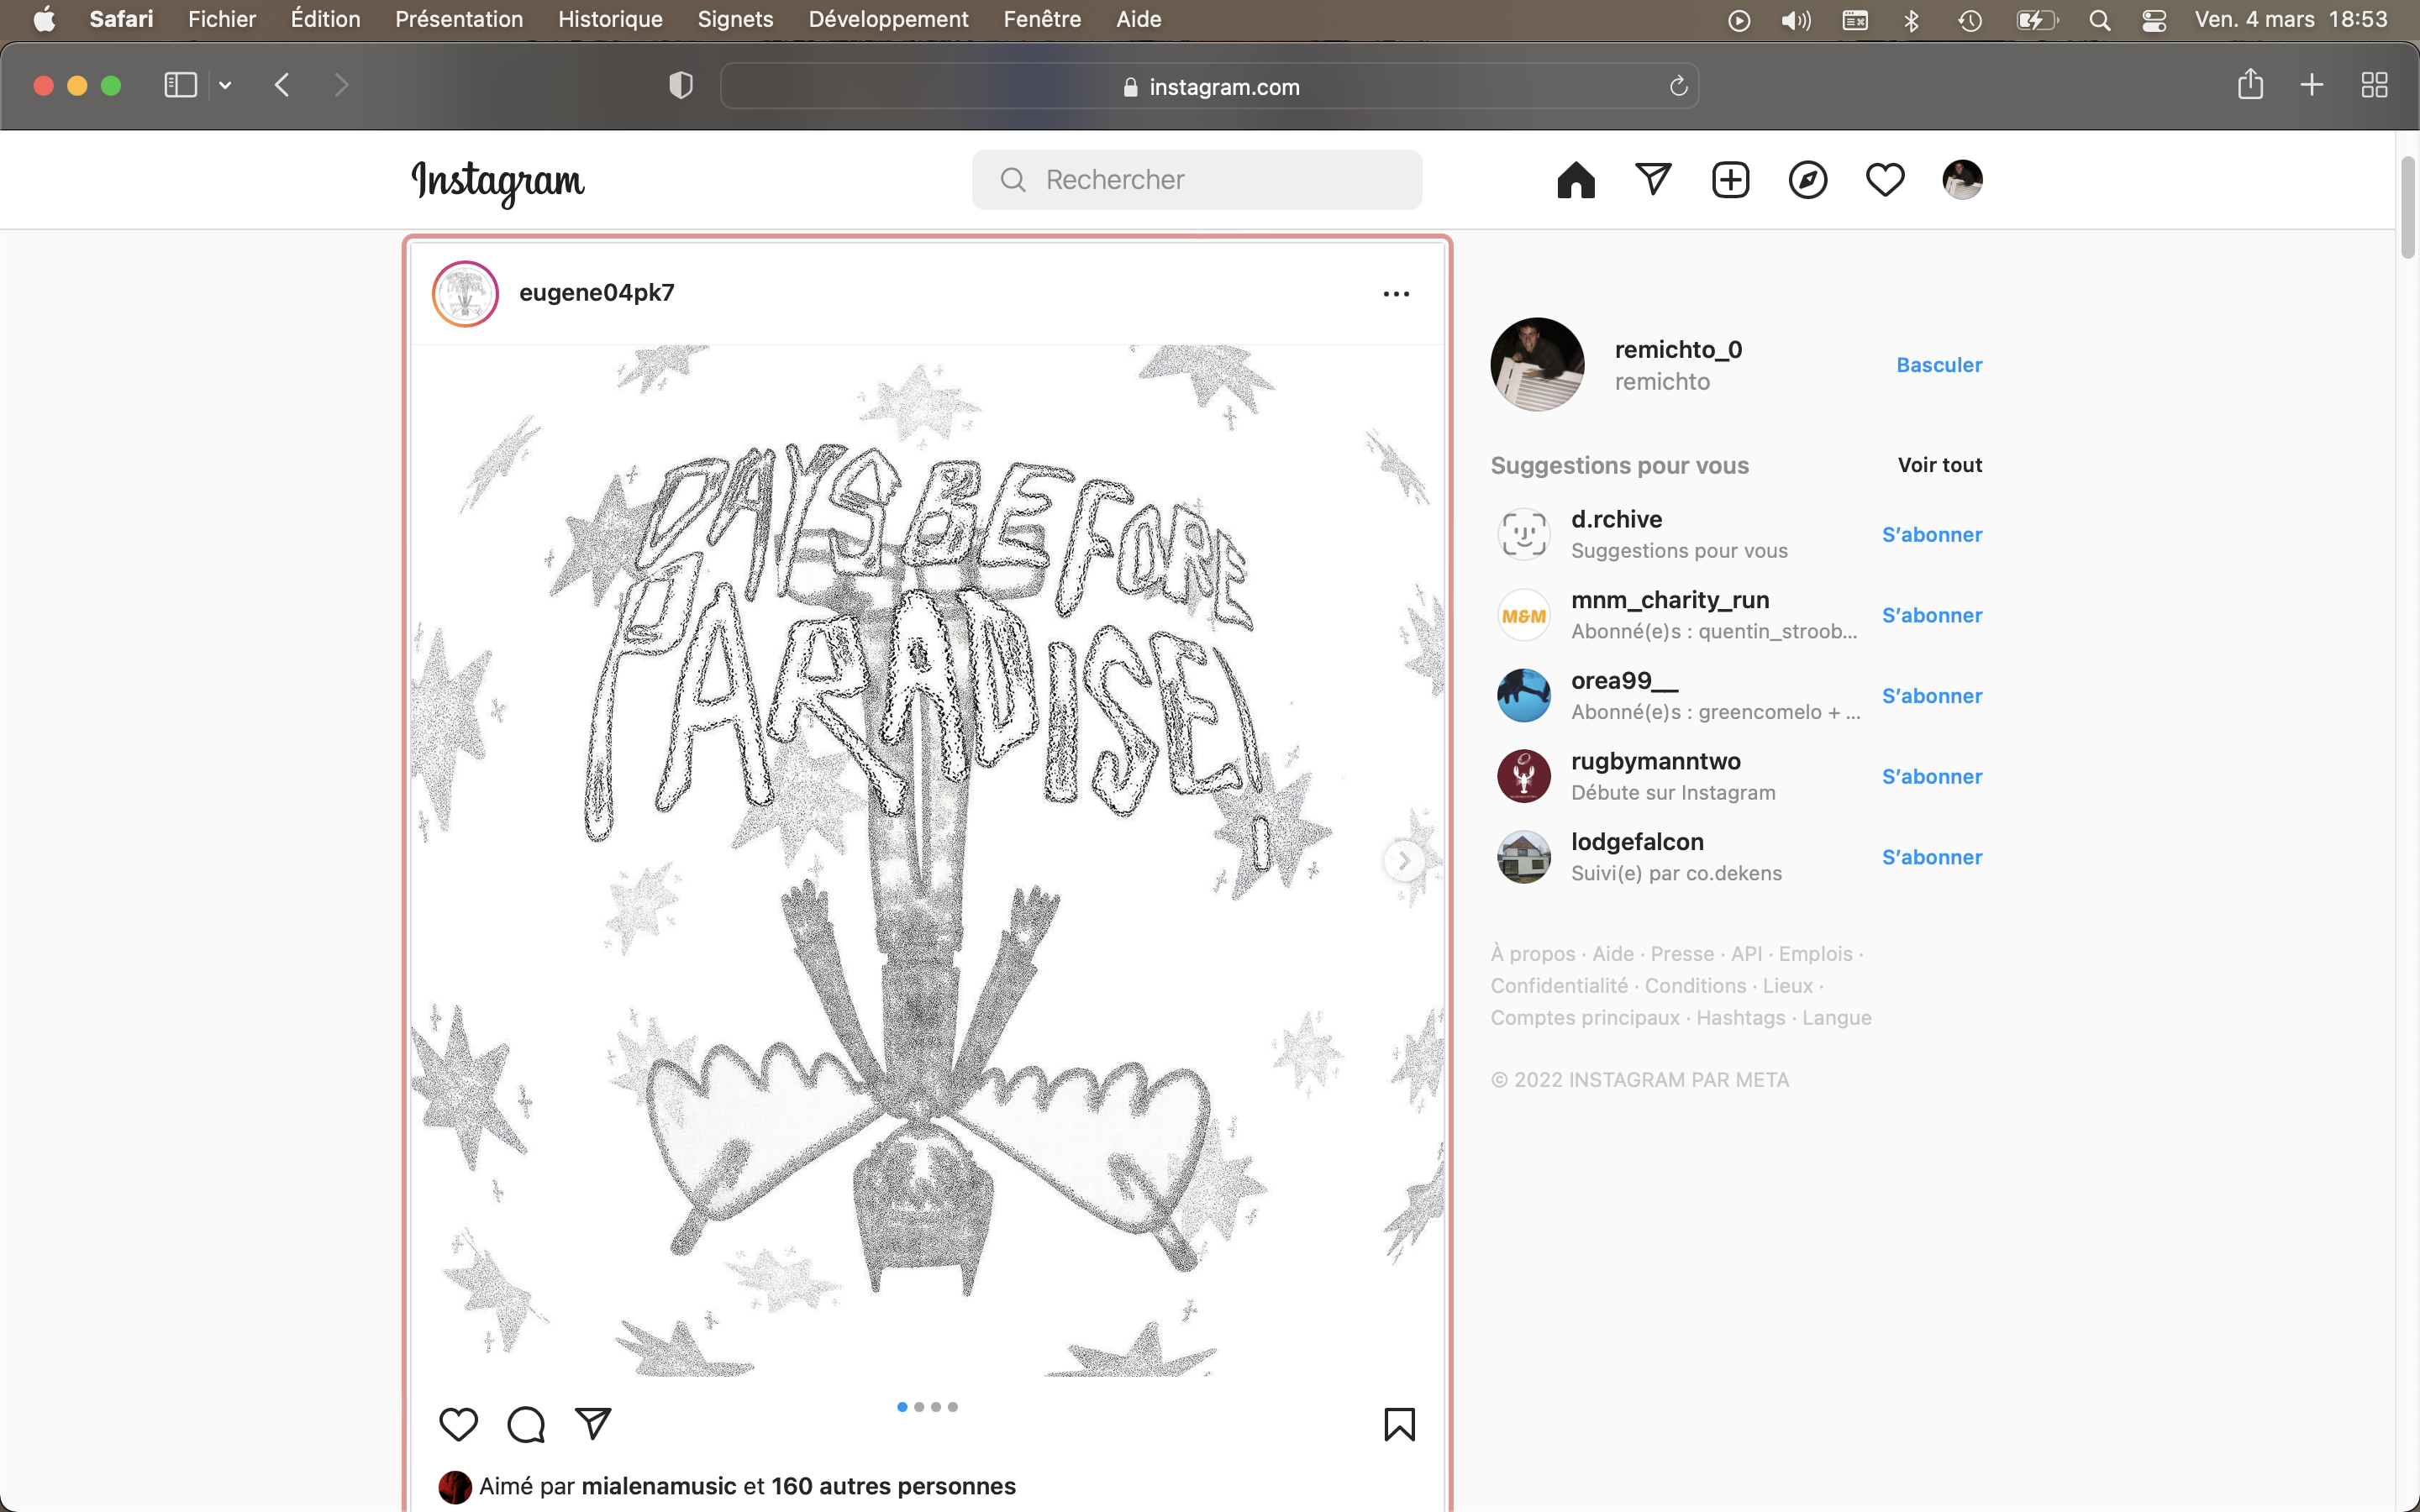 Safari Fichier Édition Présentation Historique Signets Développement Fenêtre Aide Ven. 4 mars 18:53
instagram.com
Instagram Rechercher
eugene04pk7
DAYS BEFORE
PARADISE!
Aimé par mialenamusic et 160 autres personnes
remichto_0
remichto
Basculer
Suggestions pour vous Voir tout
d.rchive
Suggestions pour vous
S'abonner
M&M
mnm_charity_run
Abonné(e)s : quentin_stroob...
S'abonner
orea99__
Abonné(e)s : greencomelo + ...
S'abonner
rugbymanntwo
Débute sur Instagram
S'abonner
lodgefalcon
Suivi(e) par co.dekens
S'abonner
À propos · Aide · Presse · API · Emplois ·
Confidentialité · Conditions · Lieux ·
Comptes principaux · Hashtags · Langue
© 2022 INSTAGRAM PAR META